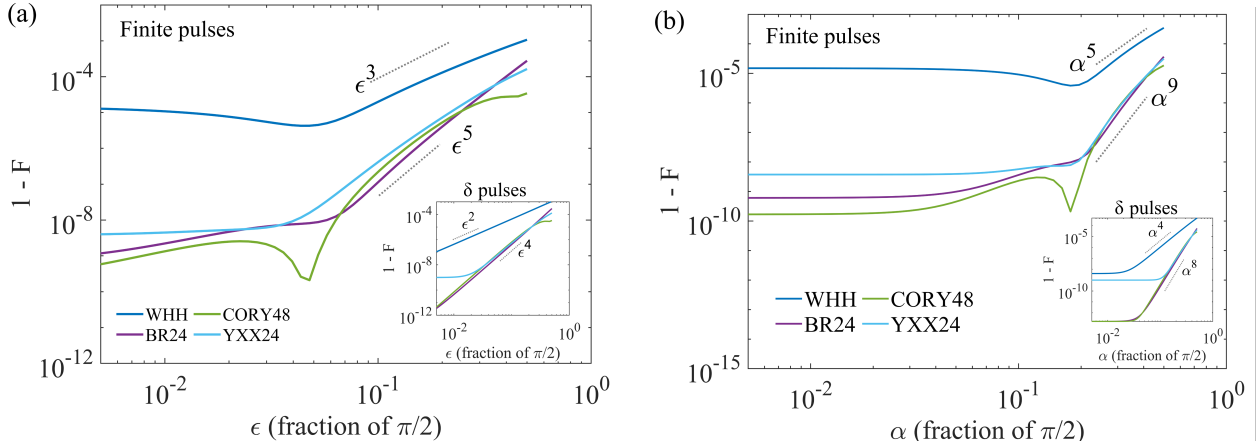 (a)
Finite pulses
10^-4
10^-8
10^-12
1 - F
ϵ^3
ϵ^5
WHH
CORY48
BR24
YXX24
10^-2
10^-1
10^0
ϵ (fraction of π/2)
δ pulses
10^-4
10^-8
10^-12
1 - F
ϵ^2
ϵ^4
10^-2
10^0
ϵ (fraction of π/2)
(b)
Finite pulses
10^-5
10^-10
10^-15
1 - F
α^5
α^9
WHH
CORY48
BR24
YXX24
10^-2
10^-1
10^0
α (fraction of π/2)
δ pulses
10^-5
10^-10
1 - F
α^4
α^8
10^-2
10^0
α (fraction of π/2)